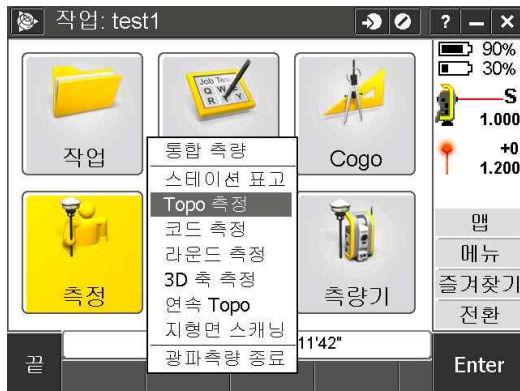 작업: test1
? – ×
90%
30%
Job Tes
Q W
R Y
S
1.000
+0
1.200
작업
Cogo
통합 측량
스테이션 표고
Topo 측정
코드 측정
라운드 측정
3D 축 측정
연속 Topo
지형면 스캐닝
광파측량 종료
측정
측량기
맵
메뉴
즐겨찾기
전환
11'42"
끝
Enter